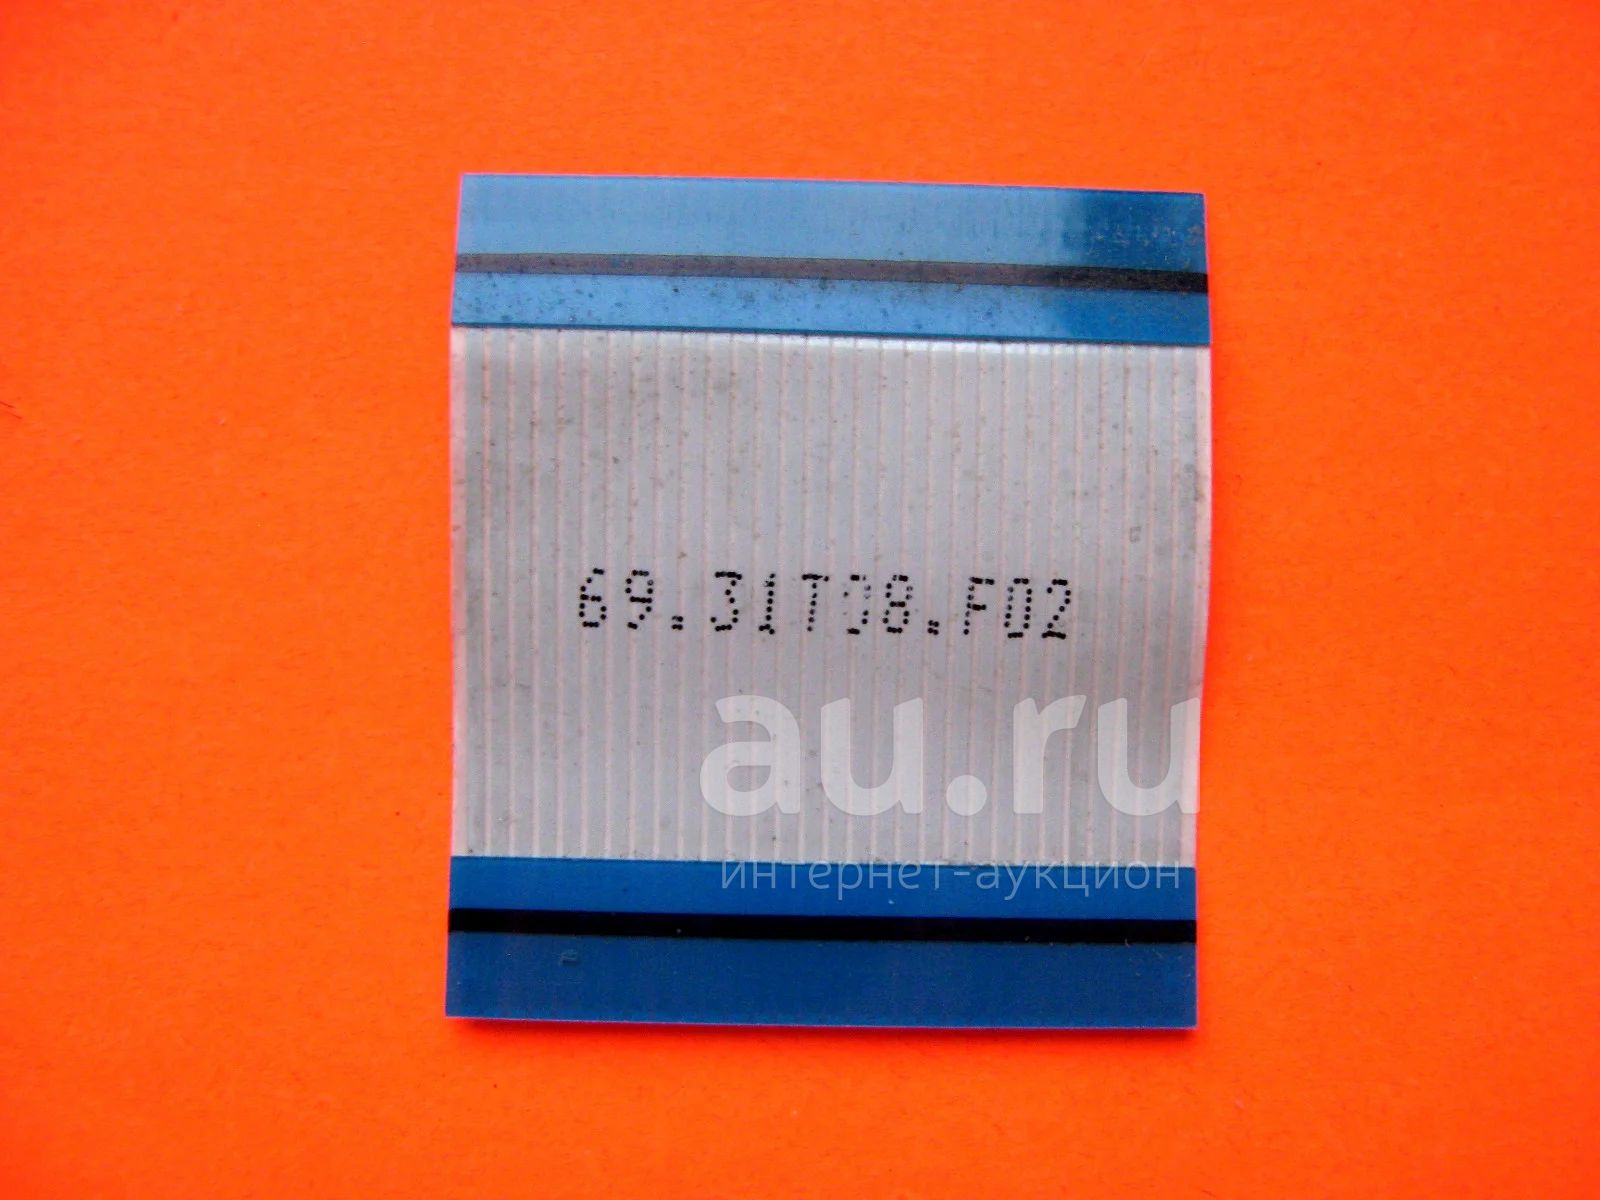 69.31T08.F02
au.ru
интернет-аукцион